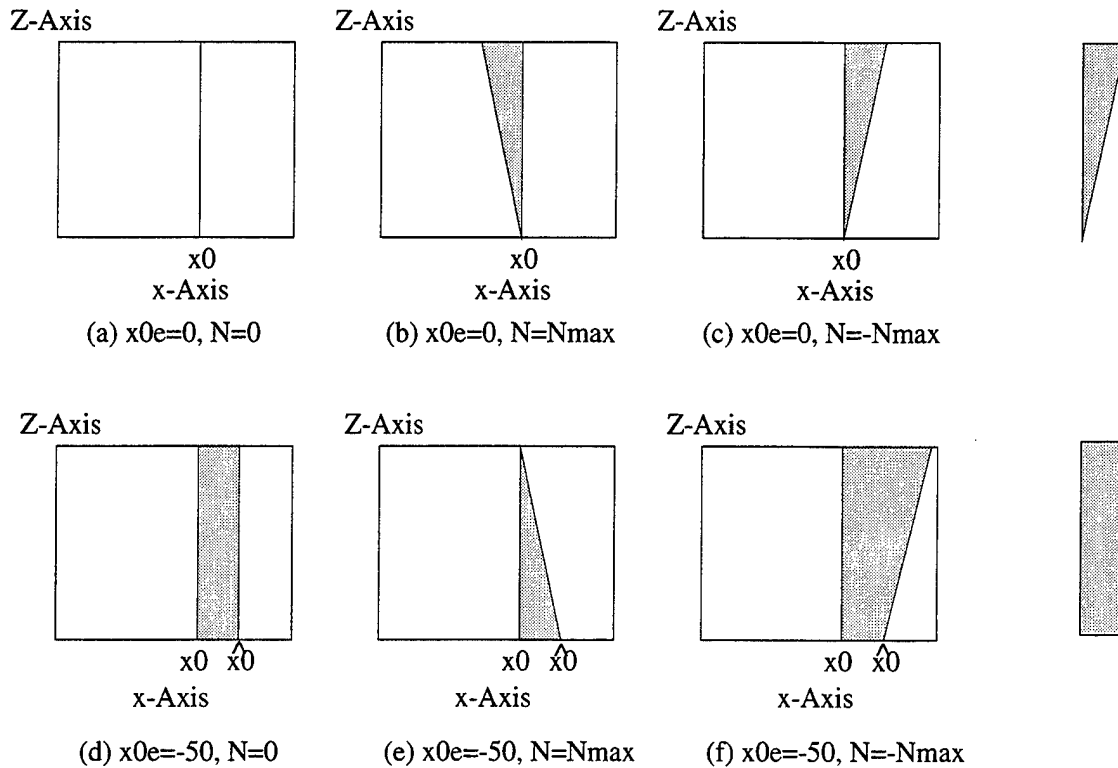 Z-Axis
Z-Axis
Z-Axis
x0
x0
x0
x-Axis
x-Axis
x-Axis
(a) x0e=0, N=0
(b) x0e=0, N=Nmax
(c) x0e=0, N=-Nmax
Z-Axis
Z-Axis
Z-Axis
x0 x̂0
x0 x̂0
x0 x̂0
x-Axis
x-Axis
x-Axis
(d) x0e=-50, N=0
(e) x0e=-50, N=Nmax
(f) x0e=-50, N=-Nmax